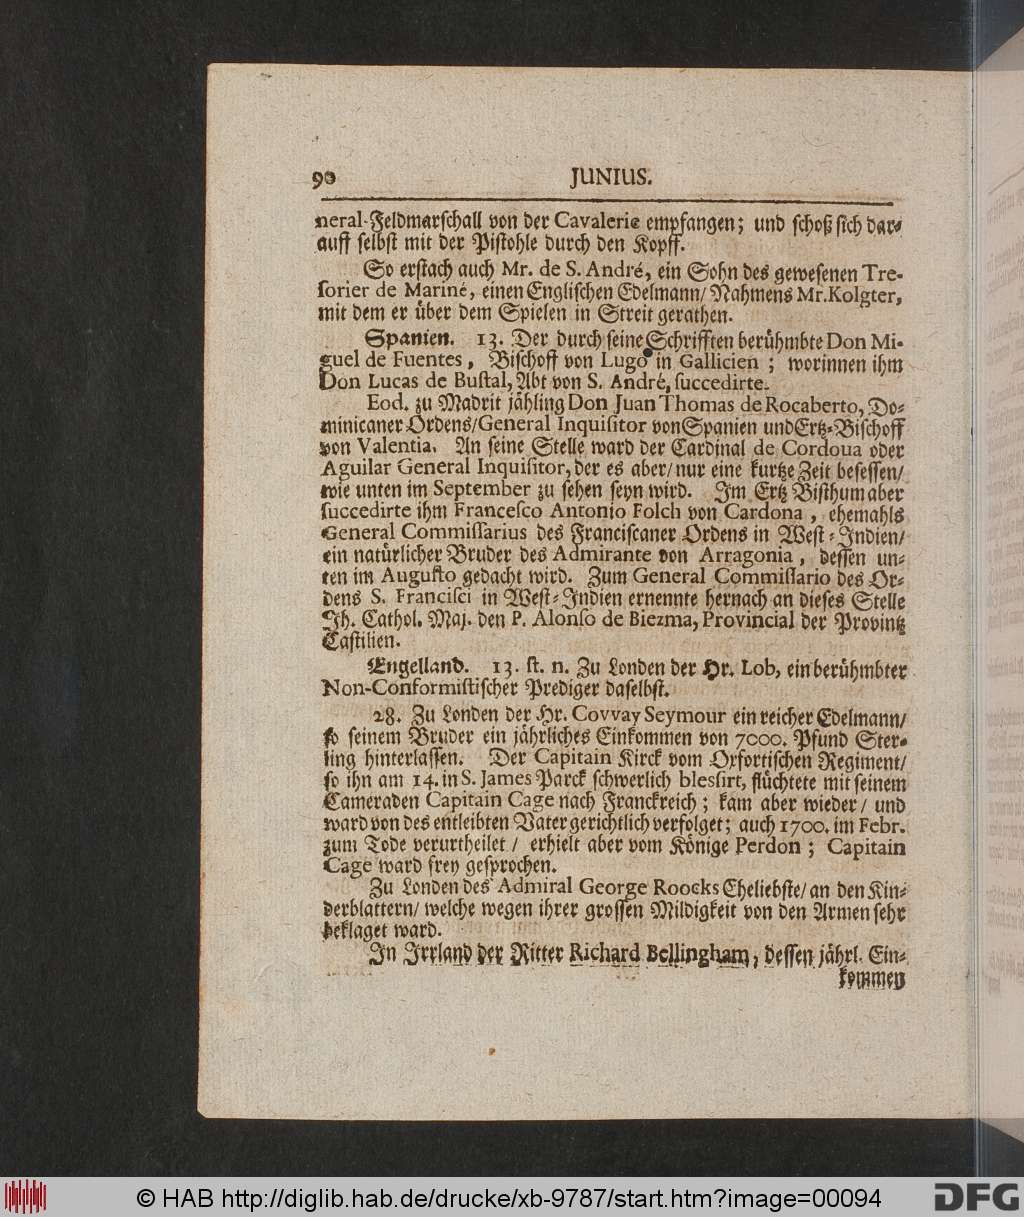 90 JUNIUS.
neral-Feldmarschall von der Cavalerie empfangen; und schoß sich dar-
auff selbst mit der Pistohle durch den Kopff.
So erstach auch Mr. de S. André, ein Sohn des gewesenen Tre-
sorier de Mariné, einen Englischen Edelmann/ Nahmens Mr. Kolgter,
mit dem er über dem Spielen in Streit gerathen.
Spanien. 13. Der durch seine Schrifften berühmbte Don Mi-
guel de Fuentes, Bischoff von Lugo in Gallicien; worinnen ihm
Don Lucas de Bustal, Abt von S. André, succedirte.
Eod. zu Madrit jähling Don Juan Thomas de Rocaberto, Do-
minicaner Ordens/ General Inquisitor von Spanien und Ertz-Bischoff
von Valentia. An seine Stelle ward der Cardinal de Cordoua oder
Aguilar General Inquisitor, der es aber/ nur eine kurtze Zeit besessen/
wie unten im September zu sehen seyn wird. Im Ertz Bisthum aber
succedirte ihm Francesco Antonio Folch von Cardona, ehemahls
General Commissarius des Franciscaner Ordens in West-Indien/
ein natürlicher Bruder des Admirante von Arragonia, dessen un-
ten im Augusto gedacht wird. Zum General Commissario des Or-
dens S. Francisci in West-Indien ernennte hernach an dieses Stelle
Jh. Cathol. Maj. den P. Alonso de Biezma, Provincial der Provintz
Castilien.
Engelland. 13. st. n. Zu Londen der Hr. Lob, ein berühmbter
Non-Conformistischer Prediger daselbst.
28. Zu Londen der Hr. Covvay Seymour ein reicher Edelmann/
so seinem Bruder ein jährliches Einkommen von 7000. Pfund Ster-
ling hinterlassen. Der Capitain Kirck vom Oxfortischen Regiment/
so ihn am 14. in S. James Parck schwerlich blessirt, flüchtete mit seinem
Cameraden Capitain Cage nach Franckreich; kam aber wieder/ und
ward von des entleibten Vater gerichtlich verfolget; auch 1700. im Febr.
zum Tode verurtheilet/ erhielt aber vom Könige Perdon; Capitain
Cage ward frey gesprochen.
Zu Londen des Admiral George Roocks Eheliebste/ an den Kin-
derblattern/ welche wegen ihrer grossen Mildigkeit von den Armen sehr
beklaget ward.
In Irrland der Ritter Richard Bellingham, dessen jährl. Ein-
kommen
© HAB http://diglib.hab.de/drucke/xb-9787/start.htm?image=00094 DFG